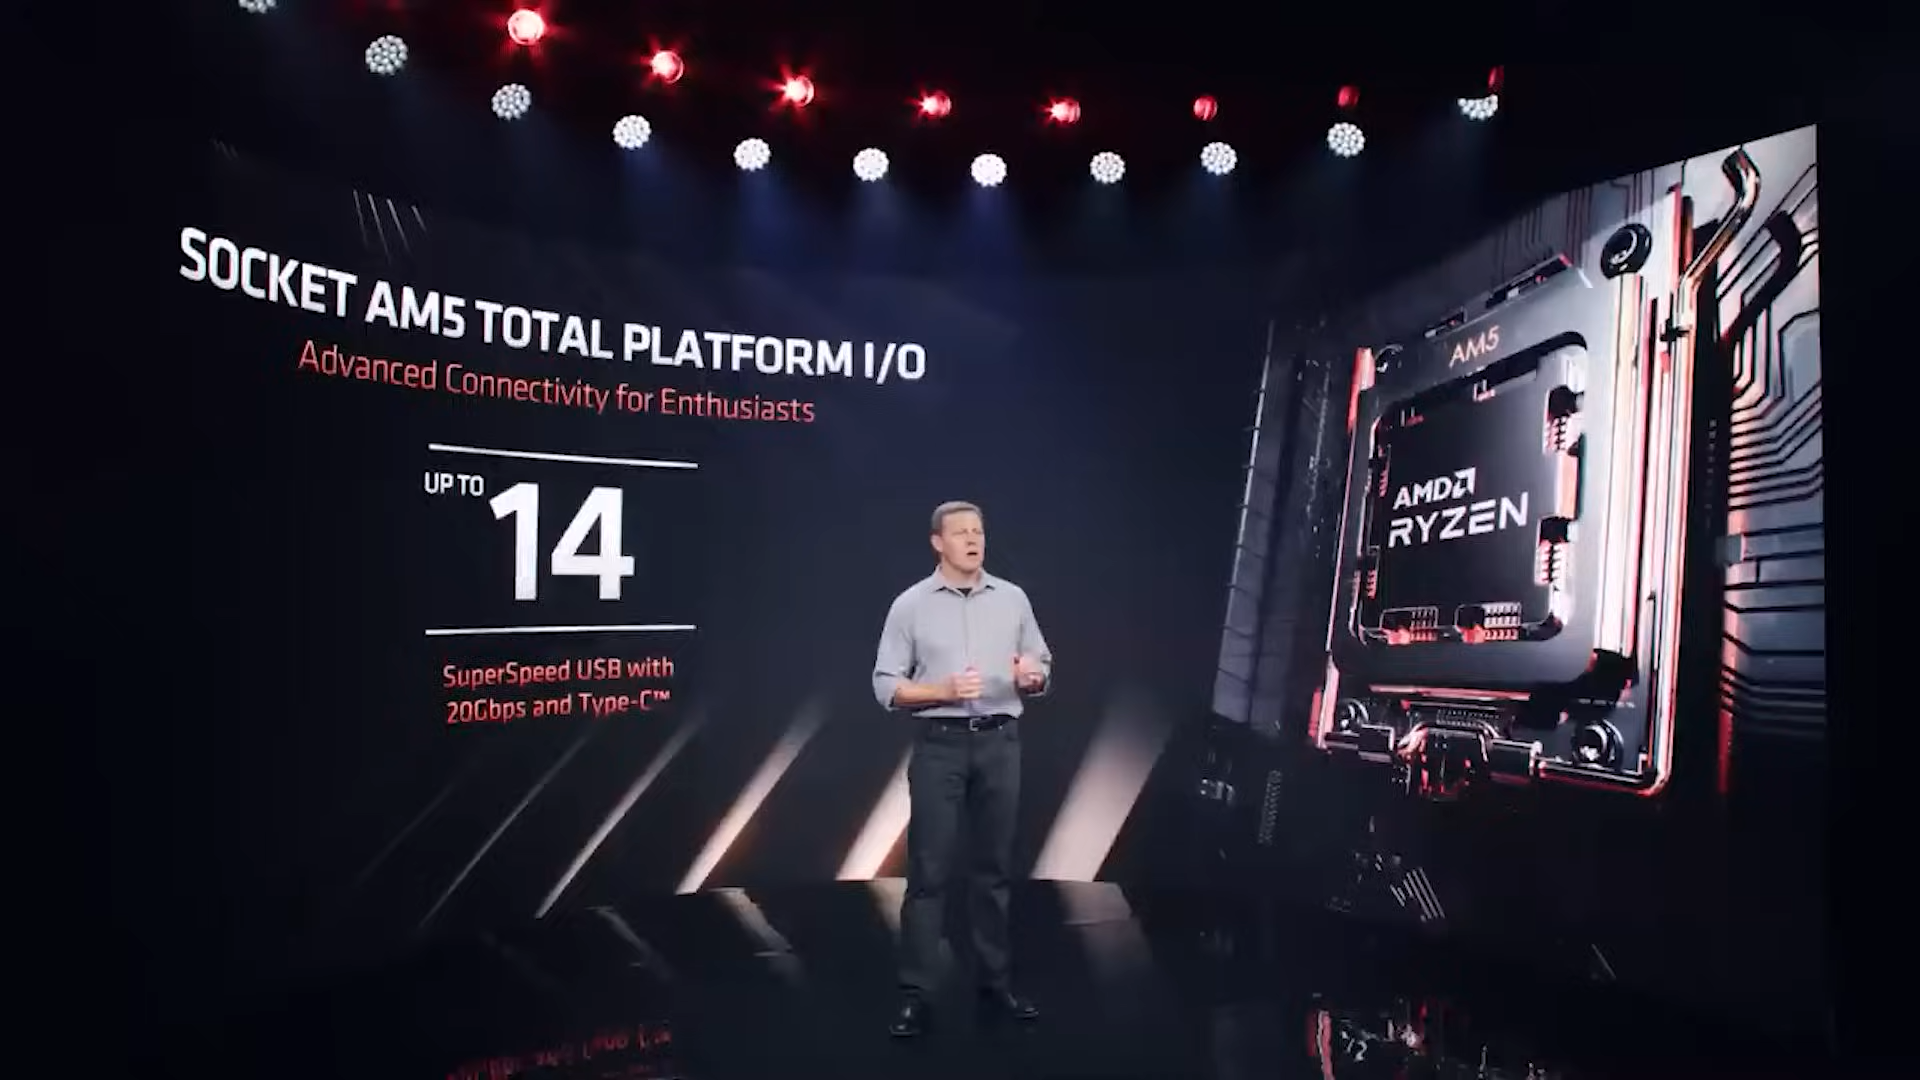 SOCKET AM5 TOTAL PLATFORM I/O
Advanced Connectivity for Enthusiasts
UP TO 14
SuperSpeed USB with
20Gbps and Type-C™
AM5
AMD
RYZEN